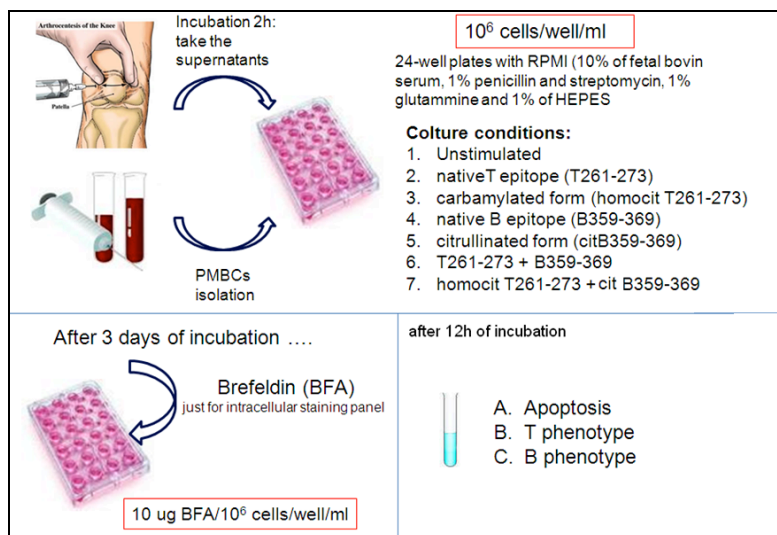 Arthrocentesis of the Knee
Patella
Incubation 2h:
take the
supernatants
PMBCs
isolation
10⁶ cells/well/ml
24-well plates with RPMI (10% of fetal bovin
serum, 1% penicillin and streptomycin, 1%
glutammine and 1% of HEPES
Colture conditions:
1. Unstimulated
2. nativeT epitope (T261-273)
3. carbamylated form (homocit T261-273)
4. native B epitope (B359-369)
5. citrullinated form (citB359-369)
6. T261-273 + B359-369
7. homocit T261-273 + cit B359-369
After 3 days of incubation ....
Brefeldin (BFA)
just for intracellular staining panel
10 ug BFA/10⁶ cells/well/ml
after 12h of incubation
A. Apoptosis
B. T phenotype
C. B phenotype